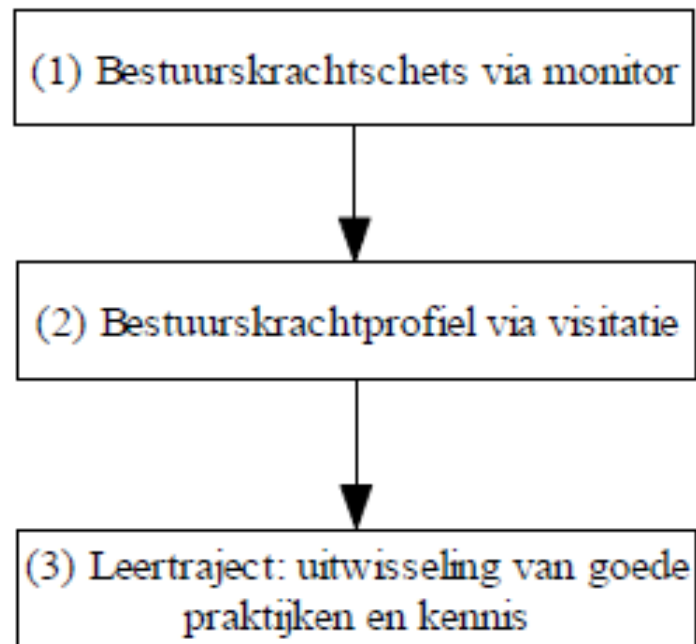 (1) Bestuurskrachtschets via monitor
(2) Bestuurskrachtprofiel via visitatie
(3) Leertraject: uitwisseling van goede
praktijken en kennis